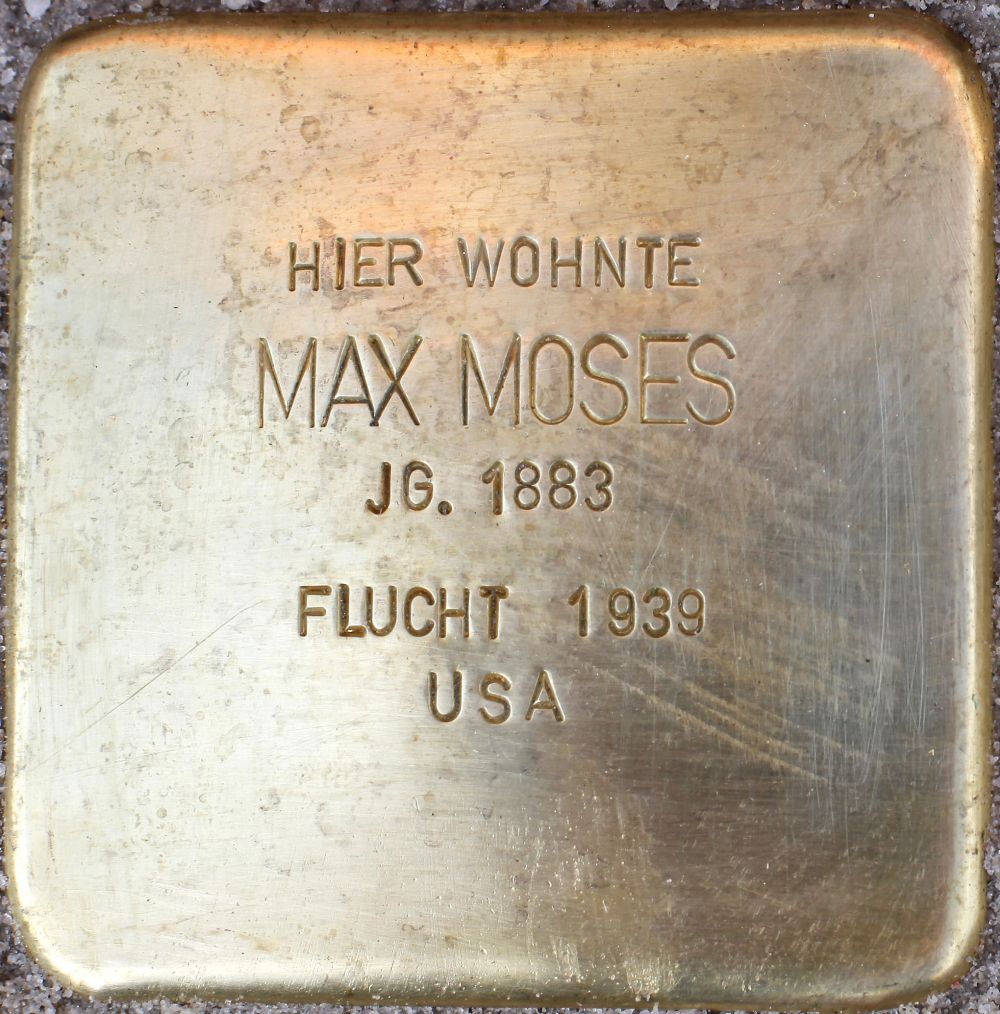 HIER WOHNTE
MAX MOSES
JG. 1883
FLUCHT 1939
USA